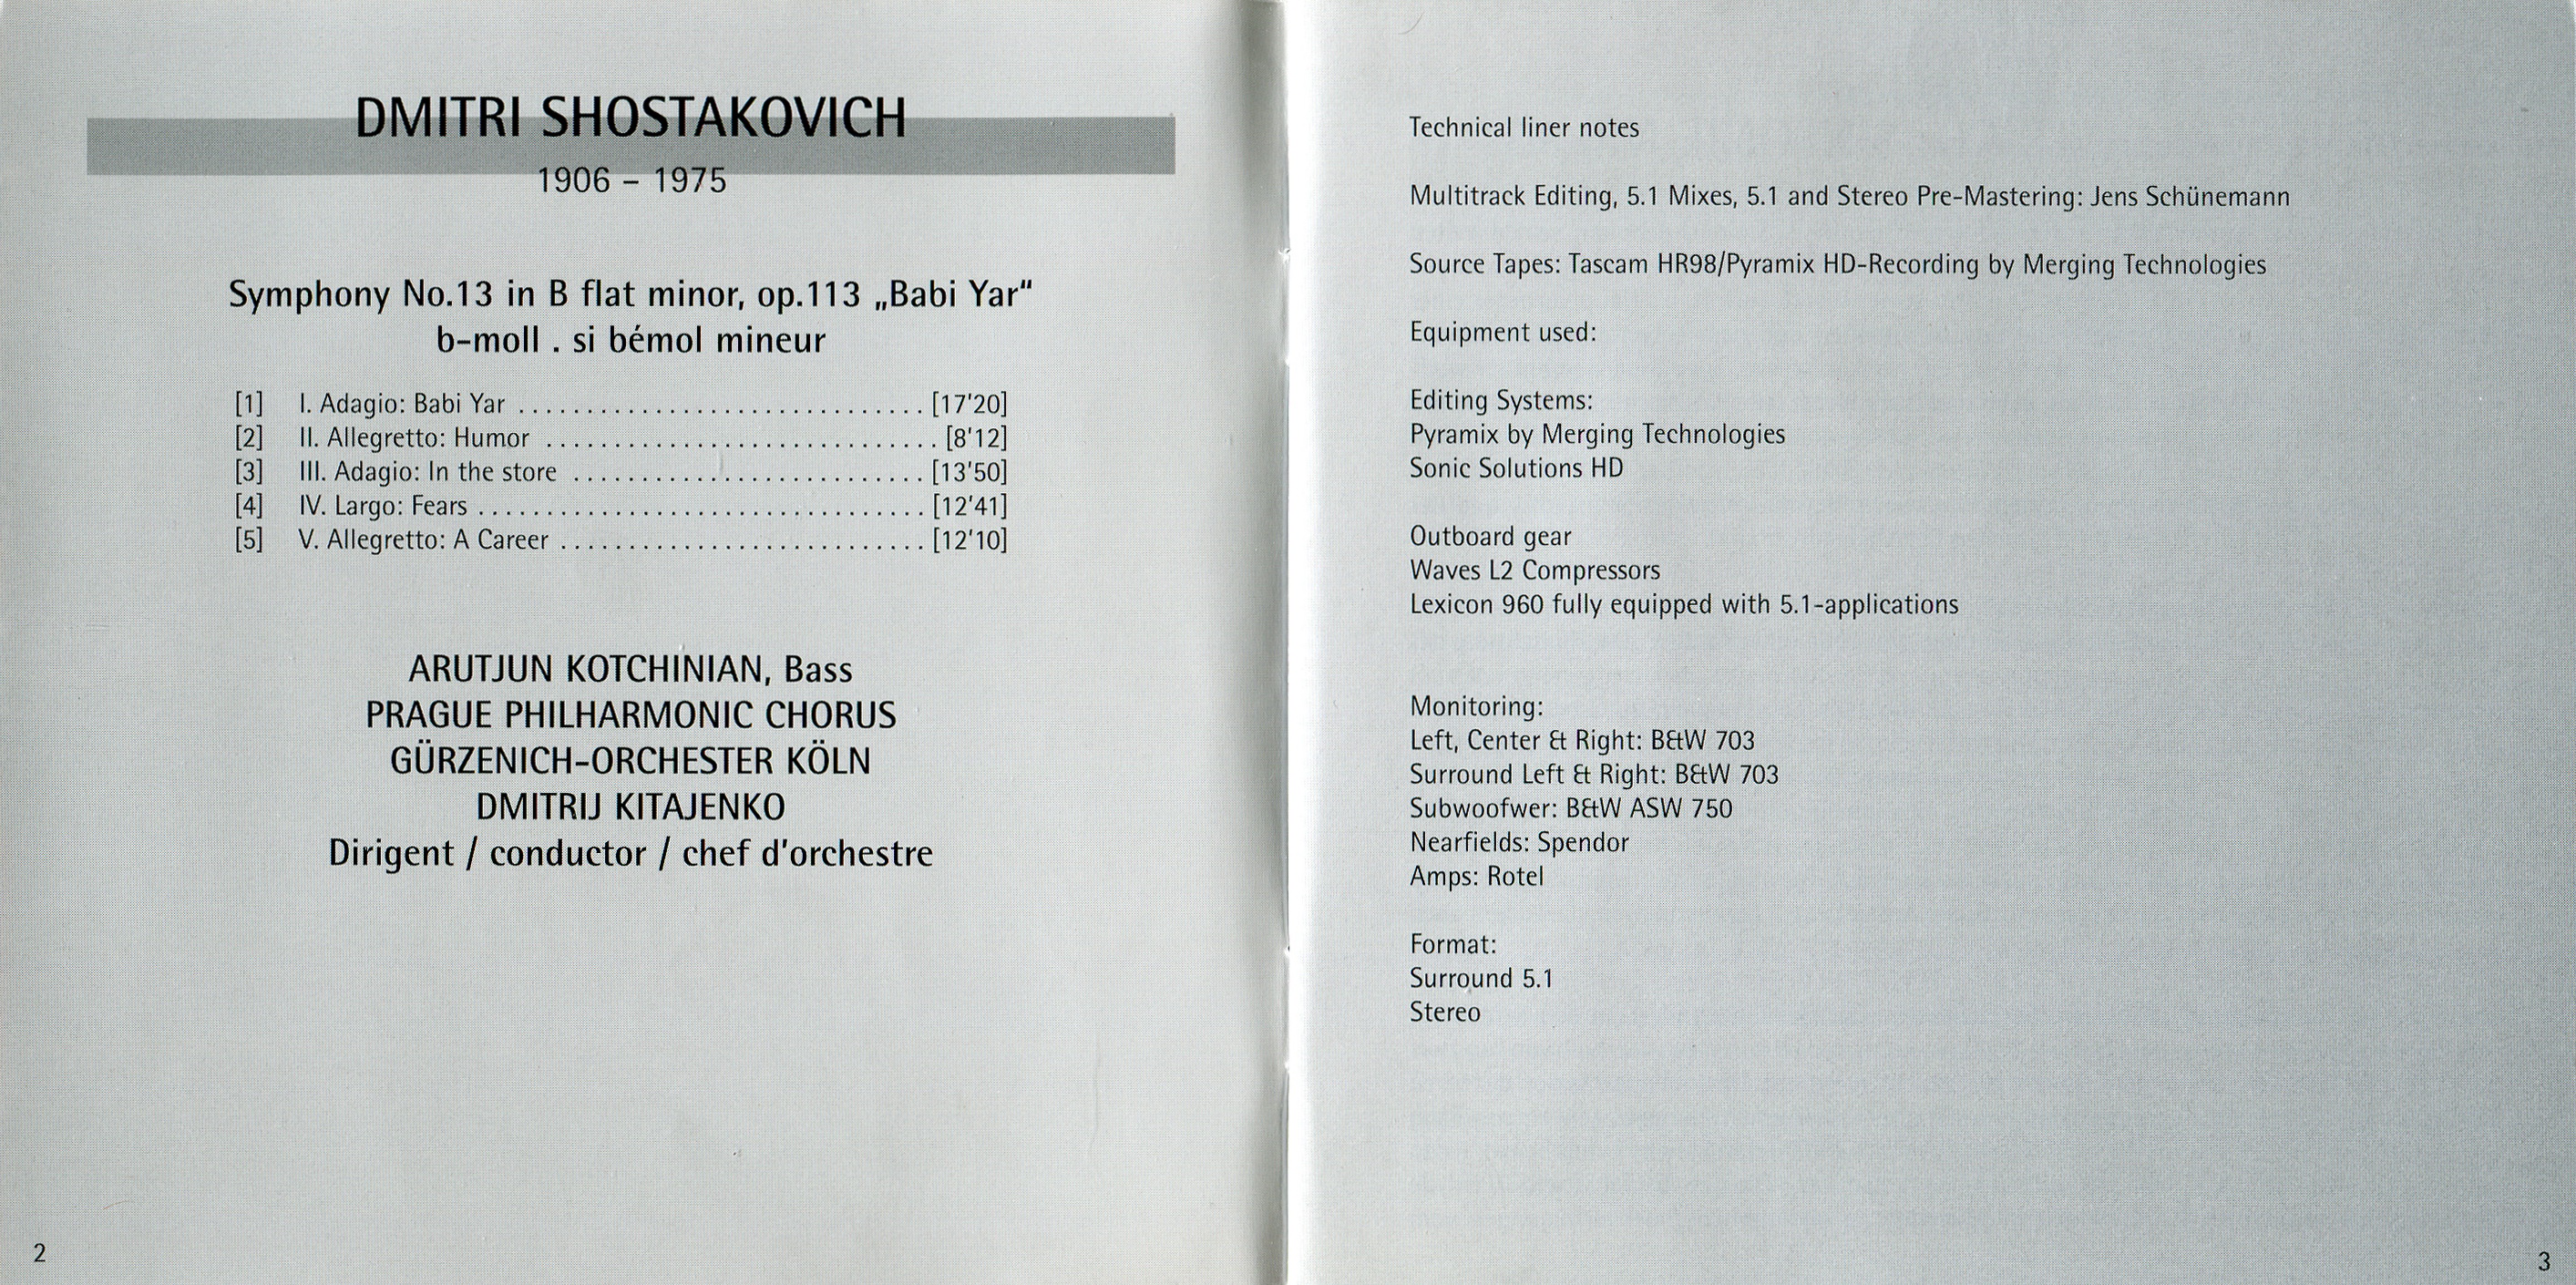 DMITRI SHOSTAKOVICH
1906 – 1975
Symphony No.13 in B flat minor, op.113 „Babi Yar“
b-moll . si bémol mineur
[1] I. Adagio: Babi Yar .............................. [17'20]
[2] II. Allegretto: Humor ............................. [8'12]
[3] III. Adagio: In the store .......................... [13'50]
[4] IV. Largo: Fears ................................. [12'41]
[5] V. Allegretto: A Career ........................... [12'10]
ARUTJUN KOTCHINIAN, Bass
PRAGUE PHILHARMONIC CHORUS
GÜRZENICH-ORCHESTER KÖLN
DMITRIJ KITAJENKO
Dirigent / conductor / chef d'orchestre
2
Technical liner notes
Multitrack Editing, 5.1 Mixes, 5.1 and Stereo Pre-Mastering: Jens Schünemann
Source Tapes: Tascam HR98/Pyramix HD-Recording by Merging Technologies
Equipment used:
Editing Systems:
Pyramix by Merging Technologies
Sonic Solutions HD
Outboard gear
Waves L2 Compressors
Lexicon 960 fully equipped with 5.1-applications
Monitoring:
Left, Center & Right: B&W 703
Surround Left & Right: B&W 703
Subwoofwer: B&W ASW 750
Nearfields: Spendor
Amps: Rotel
Format:
Surround 5.1
Stereo
3